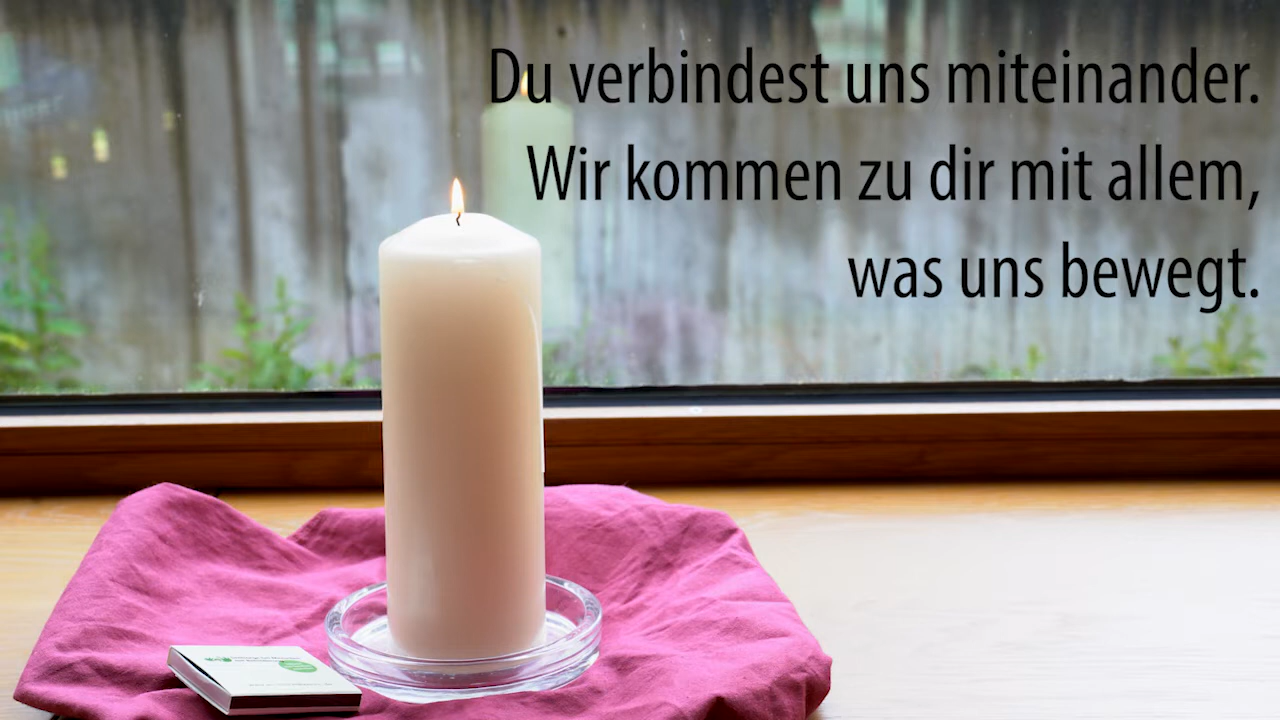 Du verbindest uns miteinander.
Wir kommen zu dir mit allem,
was uns bewegt.